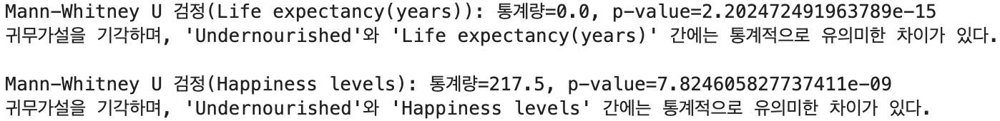 Mann-Whitney U 검정(Life expectancy(years)): 통계량=0.0, p-value=2.202472491963789e-15
귀무가설을 기각하며, 'Undernourished'와 'Life expectancy(years)' 간에는 통계적으로 유의미한 차이가 있다.
Mann-Whitney U 검정(Happiness levels): 통계량=217.5, p-value=7.824605827737411e-09
귀무가설을 기각하며, 'Undernourished'와 'Happiness levels' 간에는 통계적으로 유의미한 차이가 있다.